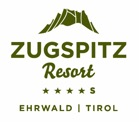 ZUGSPITZ
Resort
★★★★S
EHRWALD | TIROL